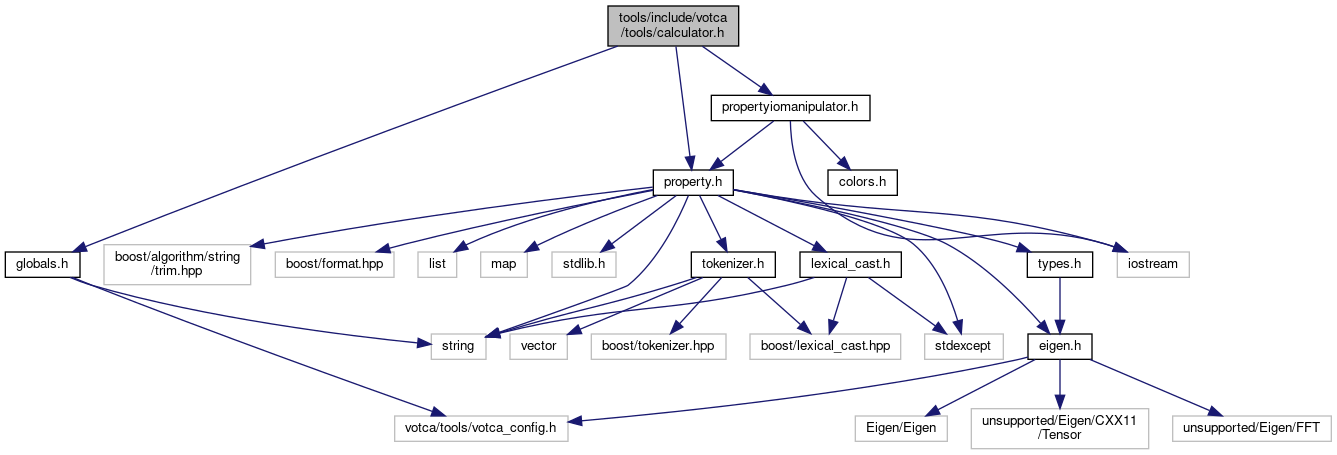 tools/include/votca
/tools/calculator.h
propertyiomanipulator.h
property.h
colors.h
globals.h
boost/algorithm/string
/trim.hpp
boost/format.hpp
list
map
stdlib.h
tokenizer.h
lexical_cast.h
types.h
iostream
string
vector
boost/tokenizer.hpp
boost/lexical_cast.hpp
stdexcept
eigen.h
votca/tools/votca_config.h
Eigen/Eigen
unsupported/Eigen/CXX11
/Tensor
unsupported/Eigen/FFT